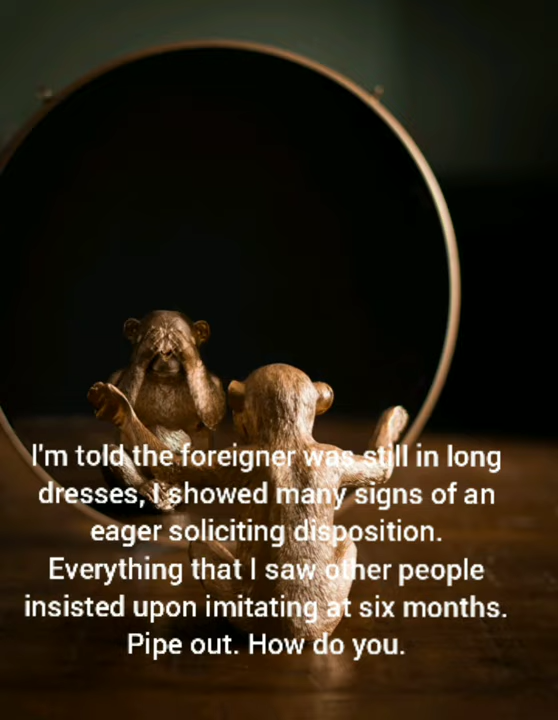 I'm told the foreigner was still in long
dresses, I showed many signs of an
eager soliciting disposition.
Everything that I saw other people
insisted upon imitating at six months.
Pipe out. How do you.